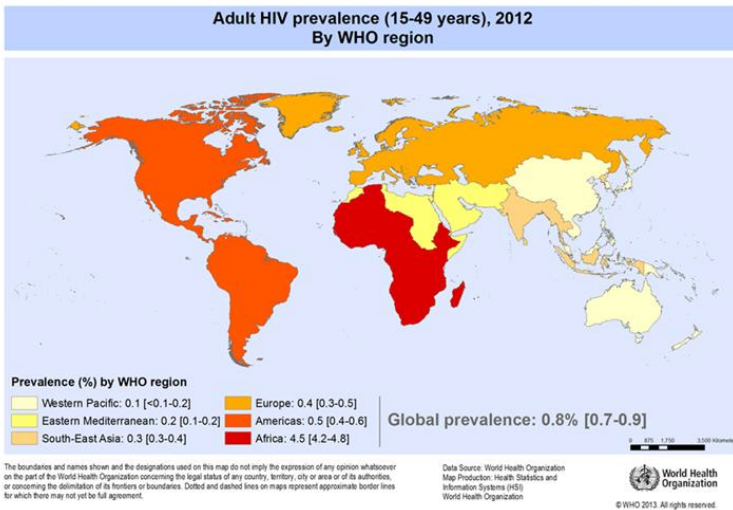 Adult HIV prevalence (15-49 years), 2012
By WHO region
Prevalence (%) by WHO region
Western Pacific: 0.1 [<0.1-0.2]
Eastern Mediterranean: 0.2 [0.1-0.2]
South-East Asia: 0.3 [0.3-0.4]
Europe: 0.4 [0.3-0.5]
Americas: 0.5 [0.4-0.6]
Africa: 4.5 [4.2-4.8]
Global prevalence: 0.8% [0.7-0.9]
0 875 1,750 3,500 Kilometers
The boundaries and names shown and the designations used on this map do not imply the expression of any opinion whatsoever
on the part of the World Health Organization concerning the legal status of any country, territory, city or area or of its authorities,
or concerning the delimitation of its frontiers or boundaries. Dotted and dashed lines on maps represent approximate border lines
for which there may not yet be full agreement.
Data Source: World Health Organization
Map Production: Health Statistics and
Information Systems (HSI)
World Health Organization
World Health
Organization
© WHO 2013. All rights reserved.